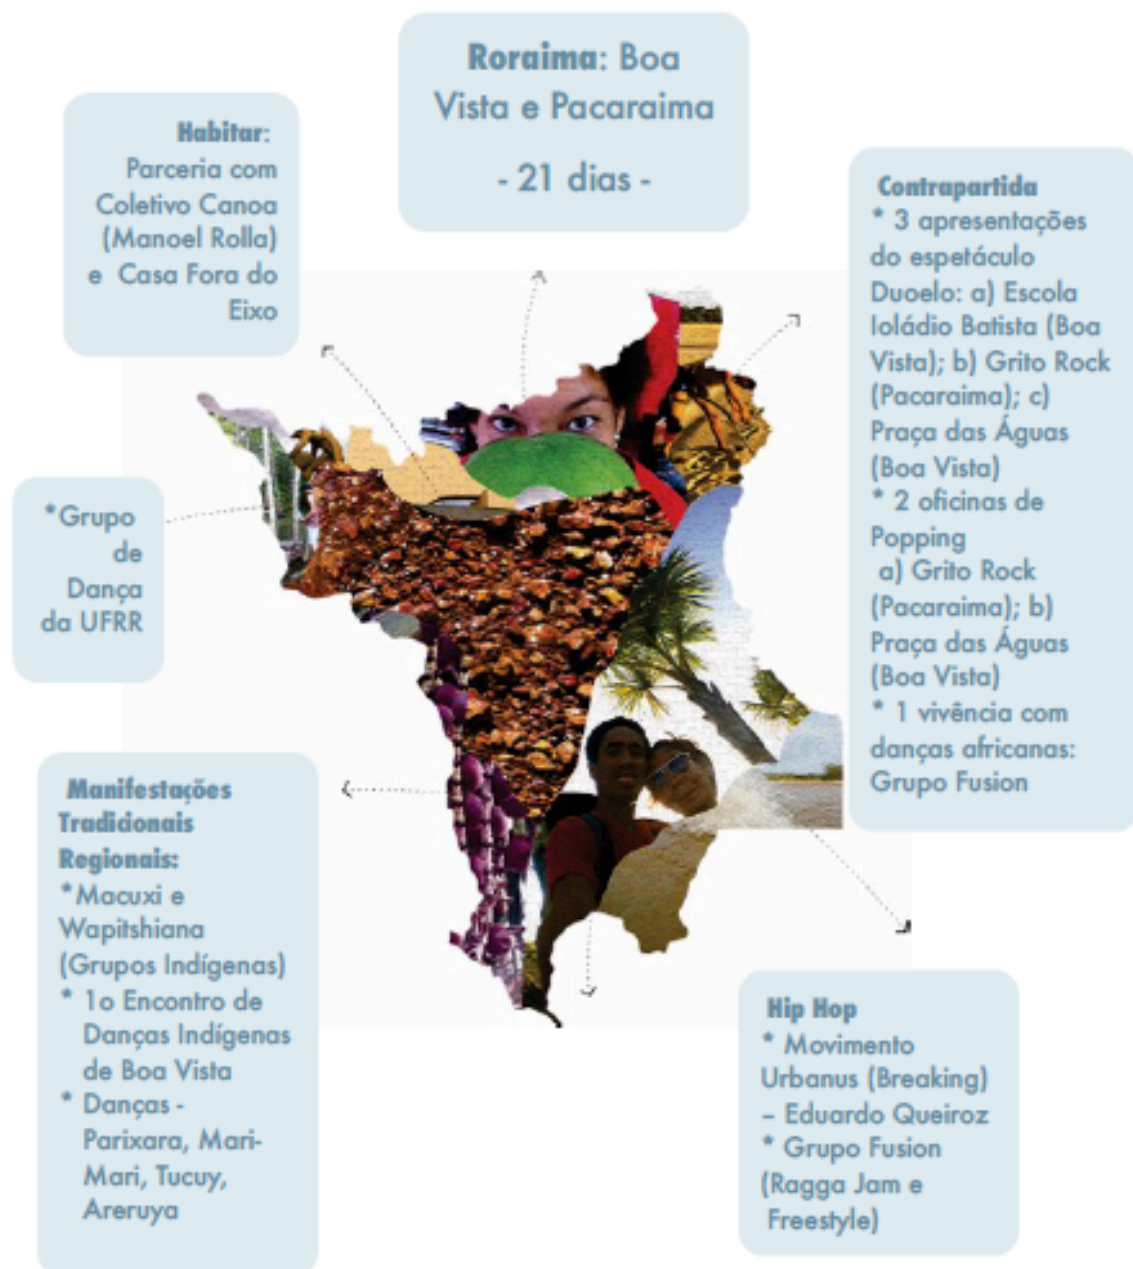 Roraima: Boa
Vista e Pacaraima
- 21 dias -
Habitar:
Parceria com
Coletivo Canoa
(Manoel Rolla)
e Casa Fora do
Eixo
Contrapartida
* 3 apresentações
do espetáculo
Duoelo: a) Escola
Ioládio Batista (Boa
Vista); b) Grito Rock
(Pacaraima); c)
Praça das Águas
(Boa Vista)
* 2 oficinas de
Popping
a) Grito Rock
(Pacaraima); b)
Praça das Águas
(Boa Vista)
* 1 vivência com
danças africanas:
Grupo Fusion
*Grupo
de
Dança
da UFRR
Manifestações
Tradicionais
Regionais:
*Macuxi e
Wapitshiana
(Grupos Indígenas)
* 1o Encontro de
Danças Indígenas
de Boa Vista
* Danças -
Parixara, Mari-
Mari, Tucuy,
Areruya
Hip Hop
* Movimento
Urbanus (Breaking)
– Eduardo Queiroz
* Grupo Fusion
(Ragga Jam e
Freestyle)